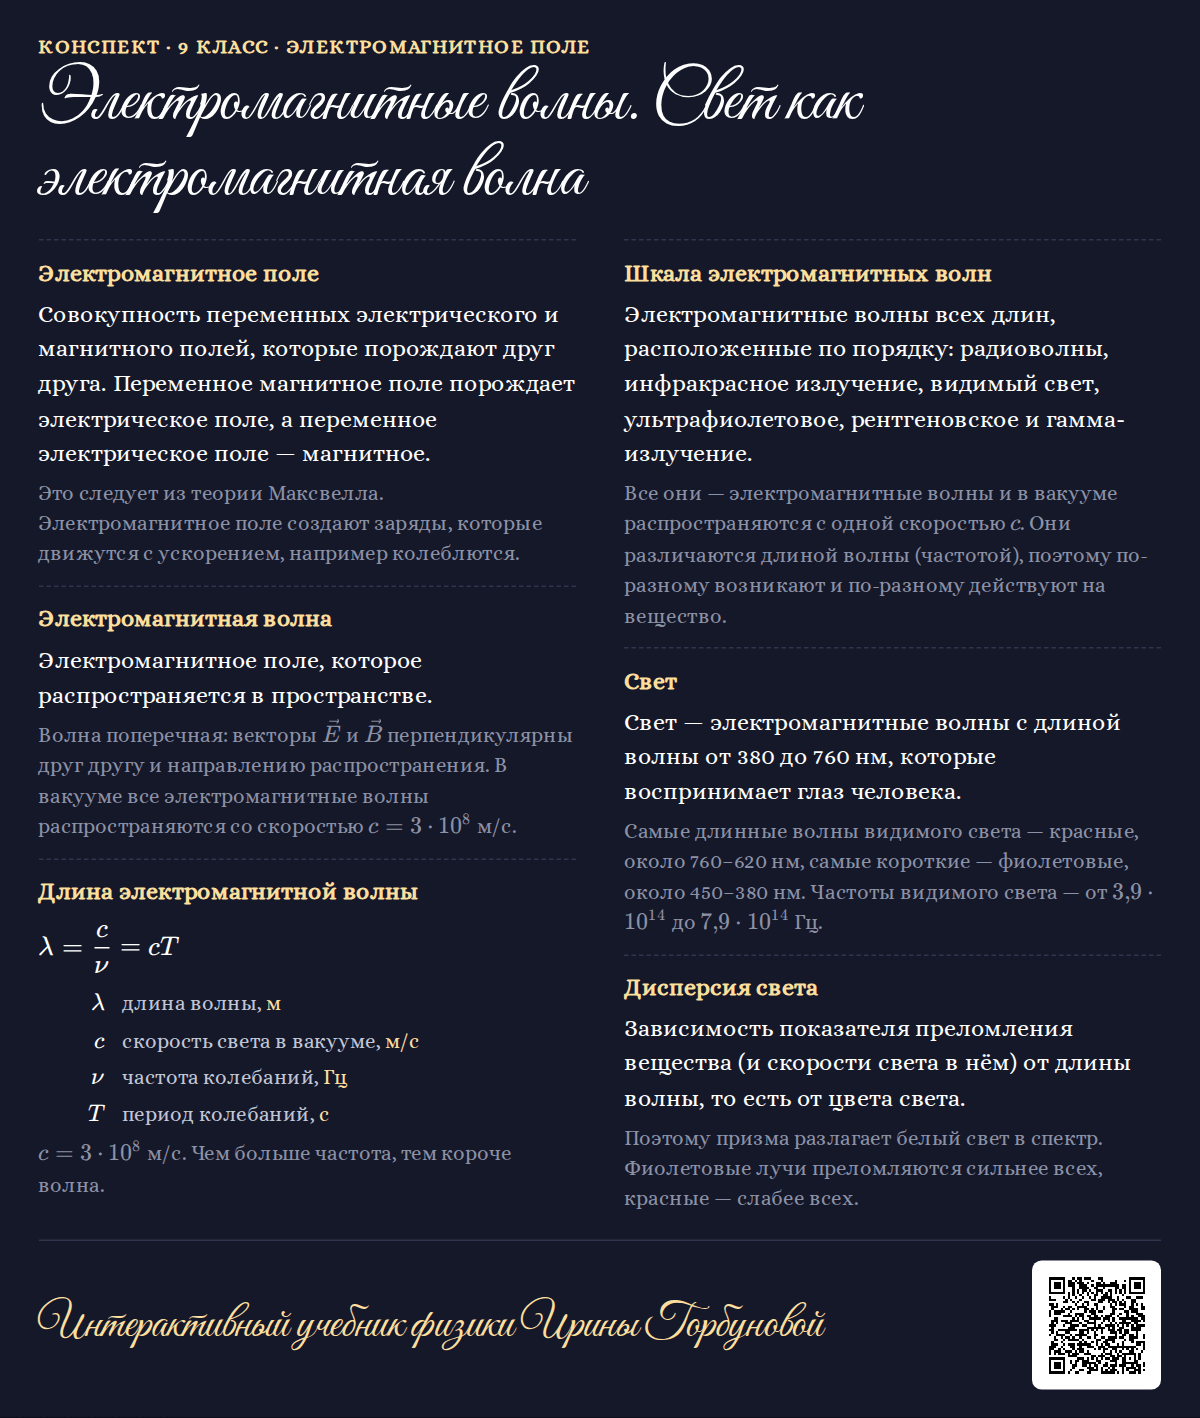 КОНСПЕКТ · 9 КЛАСС · ЭЛЕКТРОМАГНИТНОЕ ПОЛЕ
Электромагнитные волны. Свет как
электромагнитная волна
Электромагнитное поле
Совокупность переменных электрического и
магнитного полей, которые порождают друг
друга. Переменное магнитное поле порождает
электрическое поле, а переменное
электрическое поле — магнитное.
Это следует из теории Максвелла.
Электромагнитное поле создают заряды, которые
движутся с ускорением, например колеблются.
Электромагнитная волна
Электромагнитное поле, которое
распространяется в пространстве.
Волна поперечная: векторы \vec{E} и \vec{B} перпендикулярны
друг другу и направлению распространения. В
вакууме все электромагнитные волны
распространяются со скоростью c = 3 · 10⁸ м/с.
Длина электромагнитной волны
λ = c/ν = cT
λ длина волны, м
c скорость света в вакууме, м/с
ν частота колебаний, Гц
T период колебаний, с
c = 3 · 10⁸ м/с. Чем больше частота, тем короче
волна.
Шкала электромагнитных волн
Электромагнитные волны всех длин,
расположенные по порядку: радиоволны,
инфракрасное излучение, видимый свет,
ультрафиолетовое, рентгеновское и гамма-
излучение.
Все они — электромагнитные волны и в вакууме
распространяются с одной скоростью c. Они
различаются длиной волны (частотой), поэтому по-
разному возникают и по-разному действуют на
вещество.
Свет
Свет — электромагнитные волны с длиной
волны от 380 до 760 нм, которые
воспринимает глаз человека.
Самые длинные волны видимого света — красные,
около 760–620 нм, самые короткие — фиолетовые,
около 450–380 нм. Частоты видимого света — от 3,9 ·
10¹⁴ до 7,9 · 10¹⁴ Гц.
Дисперсия света
Зависимость показателя преломления
вещества (и скорости света в нём) от длины
волны, то есть от цвета света.
Поэтому призма разлагает белый свет в спектр.
Фиолетовые лучи преломляются сильнее всех,
красные — слабее всех.
Интерактивный учебник физики Ирины Горбуновой